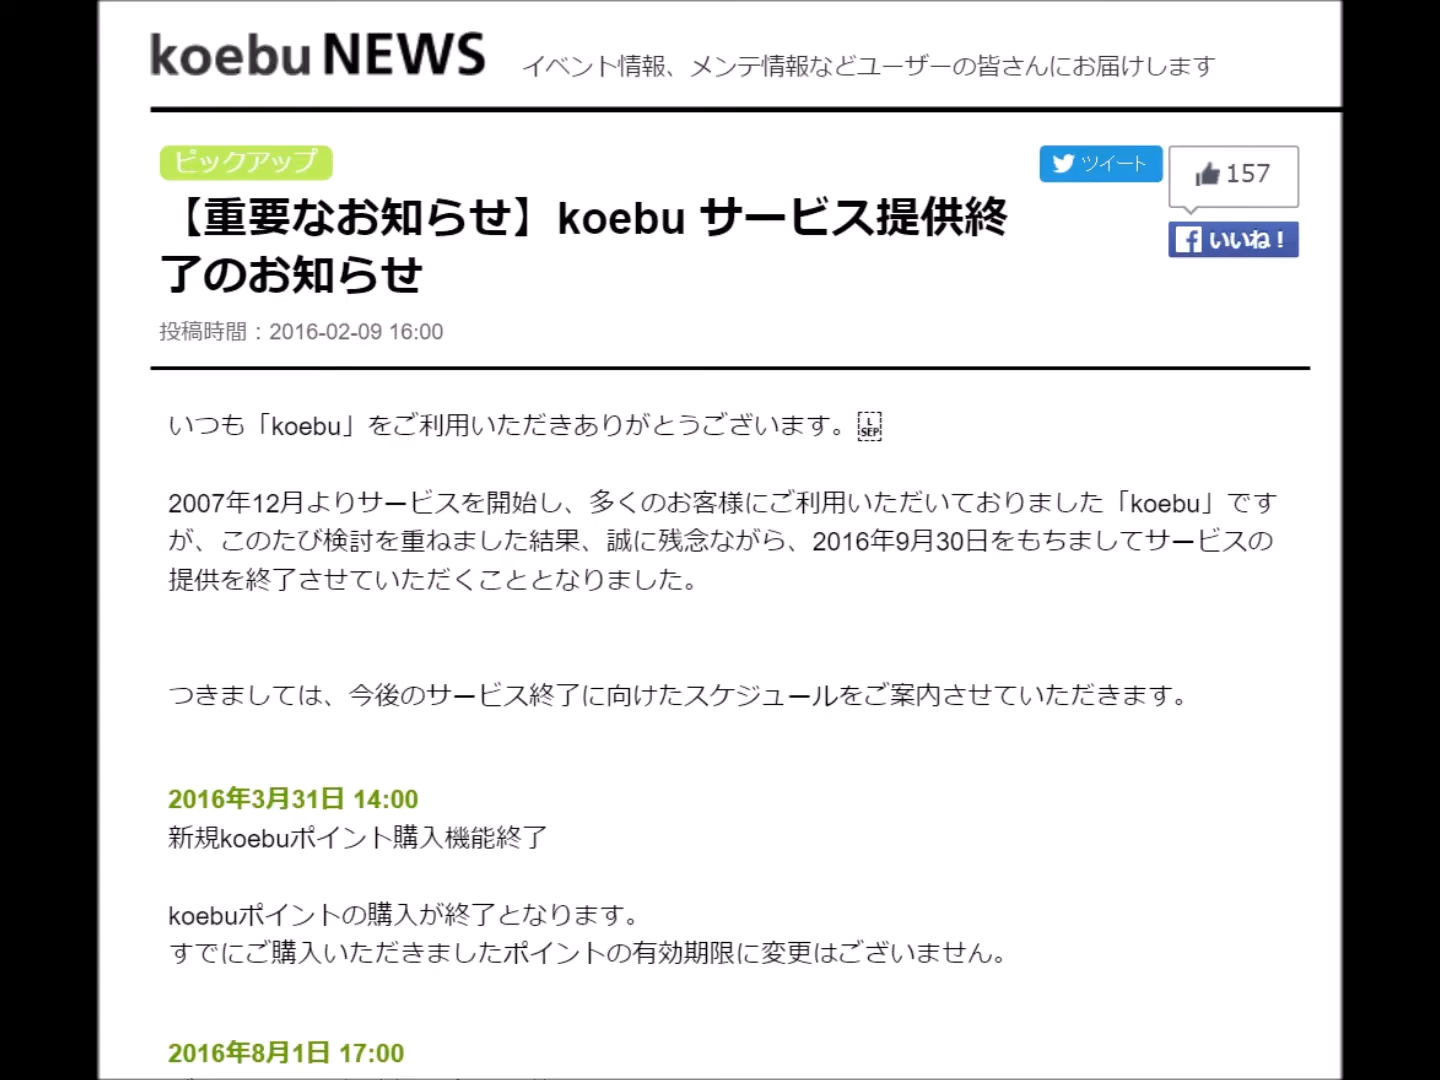 koebu NEWS イベント情報、メンテ情報などユーザーの皆さんにお届けします
ピックアップ
ツイート
157
いいね！
【重要なお知らせ】koebu サービス提供終
了のお知らせ
投稿時間：2016-02-09 16:00
いつも「koebu」をご利用いただきありがとうございます。
L SEP
2007年12月よりサービスを開始し、多くのお客様にご利用いただいておりました「koebu」です
が、このたび検討を重ねました結果、誠に残念ながら、2016年9月30日をもちましてサービスの
提供を終了させていただくこととなりました。
つきましては、今後のサービス終了に向けたスケジュールをご案内させていただきます。
2016年3月31日 14:00
新規koebuポイント購入機能終了
koebuポイントの購入が終了となります。
すでにご購入いただきましたポイントの有効期限に変更はございません。
2016年8月1日 17:00